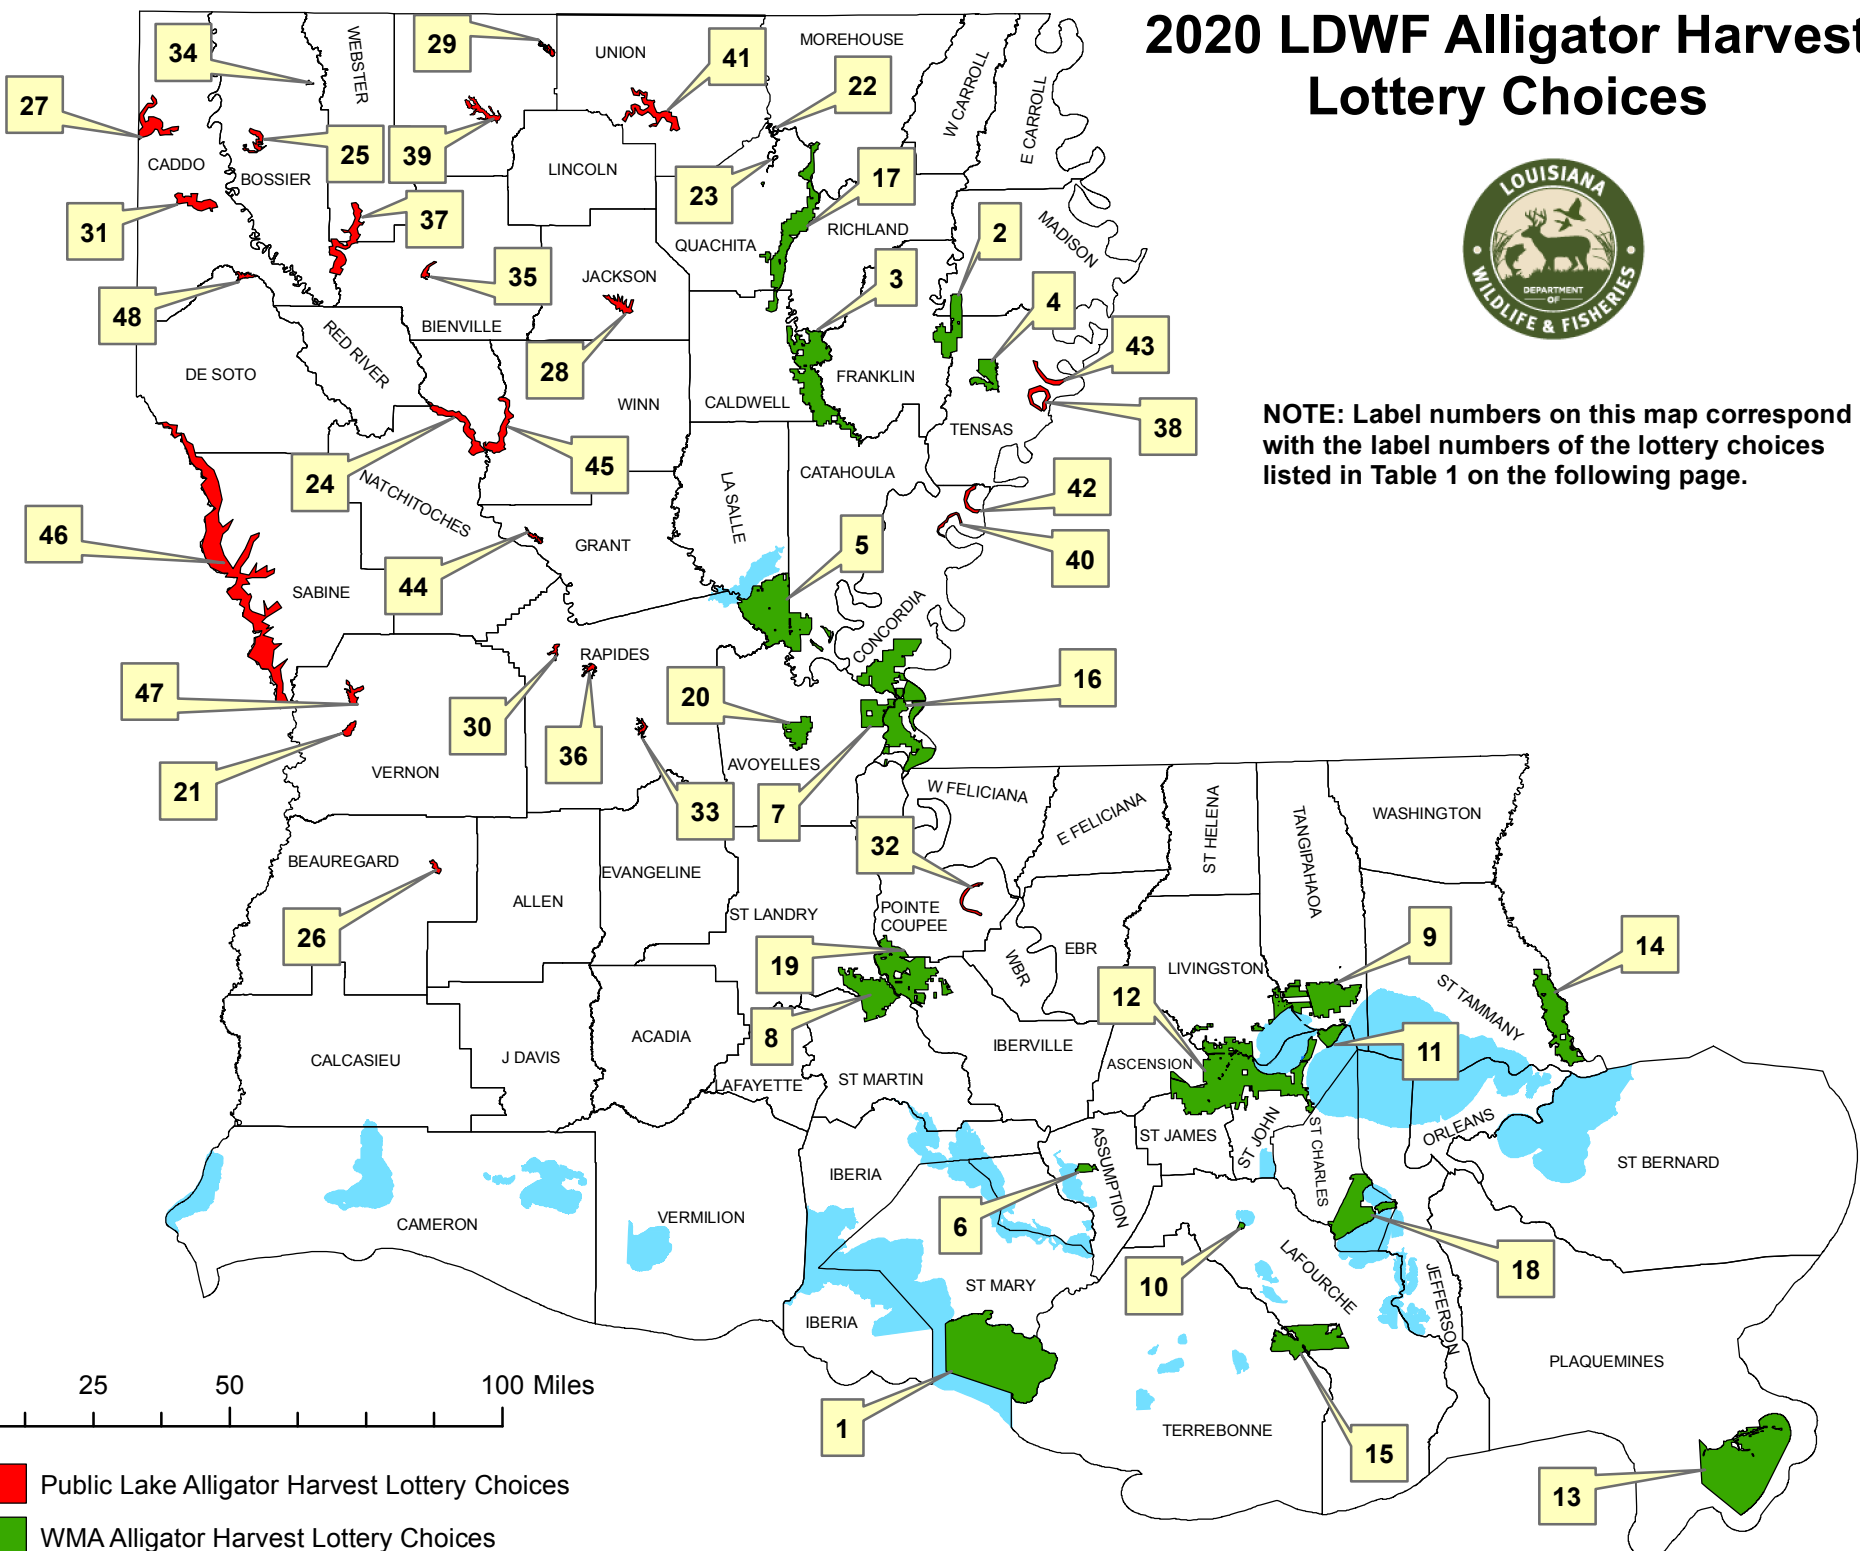 2020 LDWF Alligator Harvest
Lottery Choices
LOUISIANA
DEPARTMENT
OF
WILDLIFE & FISHERIES
NOTE: Label numbers on this map correspond
with the label numbers of the lottery choices
listed in Table 1 on the following page.
34
29
41
22
27
25
39
23
17
31
37
2
3
4
48
35
28
43
38
24
45
42
46
5
40
44
47
30
20
16
36
21
33
7
32
26
19
9
14
12
8
11
6
10
18
1
15
13
WEBSTER
UNION
MOREHOUSE
W CARROLL
E CARROLL
CADDO
BOSSIER
LINCOLN
QUACHITA
RICHLAND
MADISON
JACKSON
BIENVILLE
RED RIVER
DE SOTO
WINN
CALDWELL
FRANKLIN
TENSAS
NATCHITOCHES
LA SALLE
CATAHOULA
GRANT
SABINE
CONCORDIA
RAPIDES
VERNON
AVOYELLES
W FELICIANA
E FELICIANA
ST HELENA
TANGIPAHAOA
WASHINGTON
BEAUREGARD
ALLEN
EVANGELINE
ST LANDRY
POINTE
COUPEE
WBR
EBR
LIVINGSTON
ST TAMMANY
CALCASIEU
J DAVIS
ACADIA
LAFAYETTE
ST MARTIN
IBERVILLE
ASCENSION
ST JAMES
ST JOHN
ST CHARLES
ORLEANS
ST BERNARD
CAMERON
VERMILION
IBERIA
ASSUMPTION
ST MARY
IBERIA
LAFOURCHE
JEFFERSON
TERREBONNE
PLAQUEMINES
25 50 100 Miles
Public Lake Alligator Harvest Lottery Choices
WMA Alligator Harvest Lottery Choices